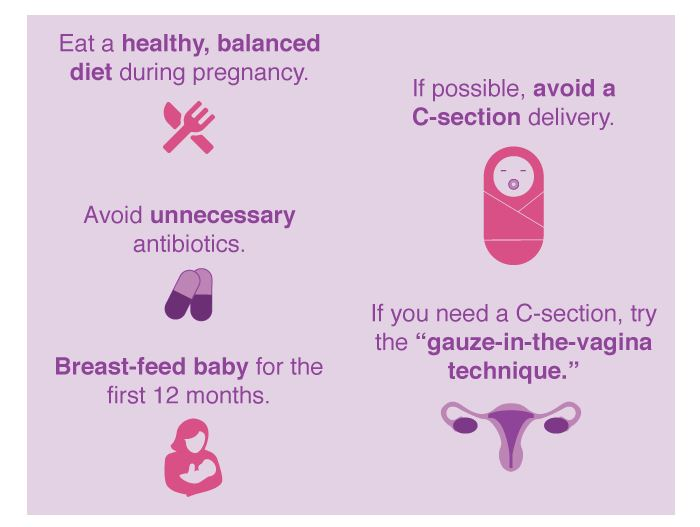 Eat a healthy, balanced
diet during pregnancy.
Avoid unnecessary
antibiotics.
Breast-feed baby for the
first 12 months.
If possible, avoid a
C-section delivery.
If you need a C-section, try
the “gauze-in-the-vagina
technique.”